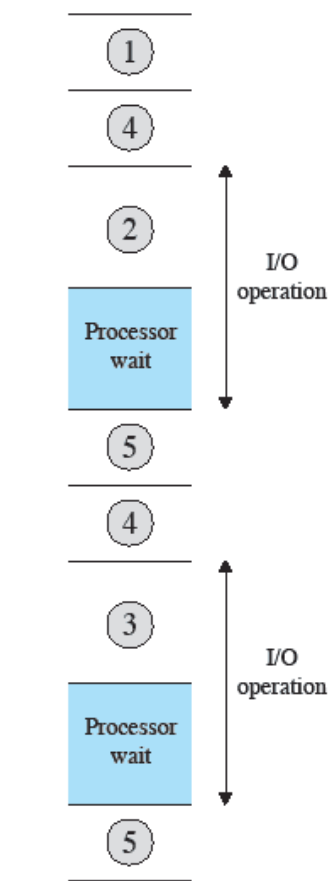 1
4
2
I/O
operation
Processor
wait
5
4
3
I/O
operation
Processor
wait
5